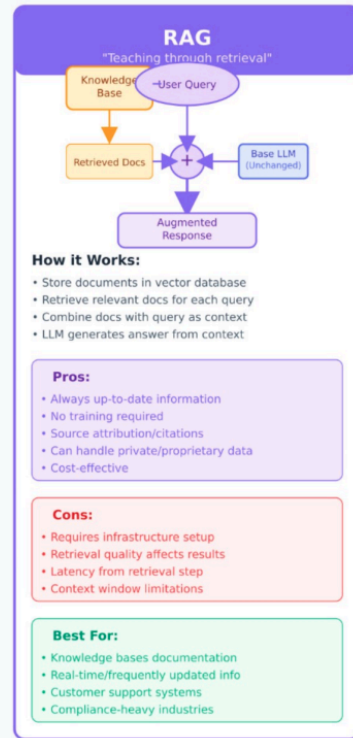 RAG
"Teaching through retrieval"
Knowledge
Base
User Query
Retrieved Docs
+
Base LLM
(Unchanged)
Augmented
Response
How it Works:
• Store documents in vector database
• Retrieve relevant docs for each query
• Combine docs with query as context
• LLM generates answer from context
Pros:
• Always up-to-date information
• No training required
• Source attribution/citations
• Can handle private/proprietary data
• Cost-effective
Cons:
• Requires infrastructure setup
• Retrieval quality affects results
• Latency from retrieval step
• Context window limitations
Best For:
• Knowledge bases documentation
• Real-time/frequently updated info
• Customer support systems
• Compliance-heavy industries